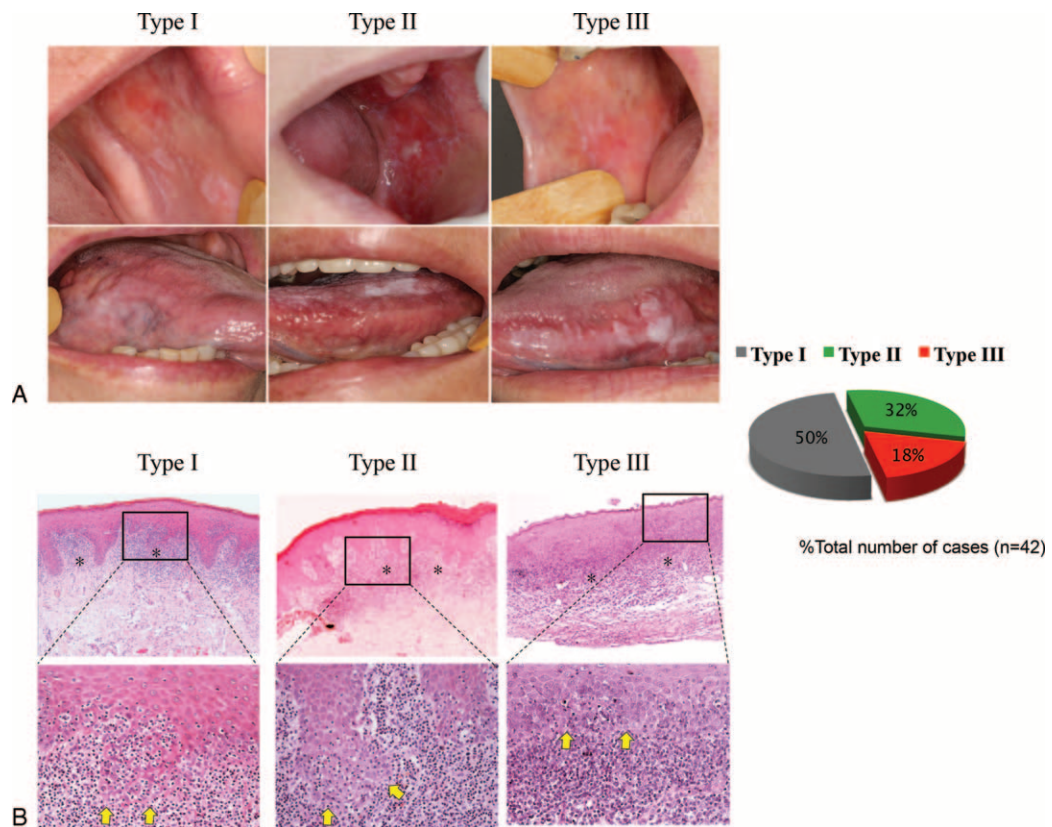 Type I Type II Type III
A
Type I Type II Type III
50%
32%
18%
%Total number of cases (n=42)
Type I Type II Type III
* * * * * *
B